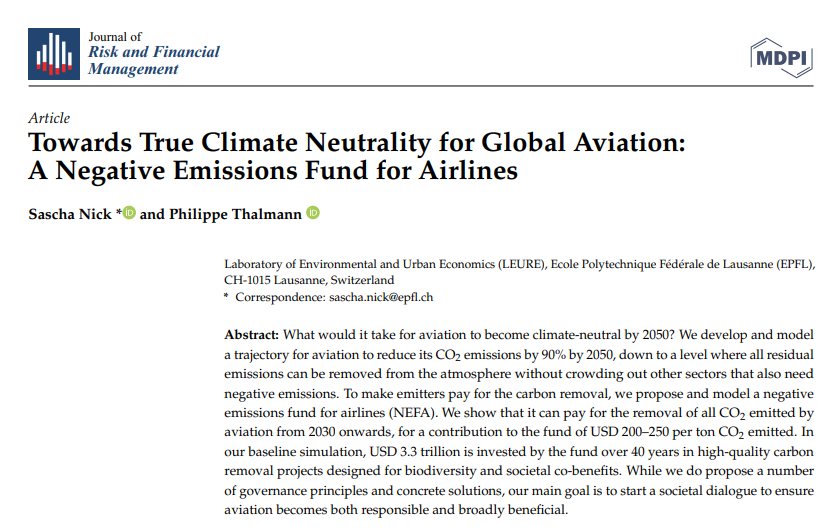 Journal of
Risk and Financial
Management
MDPI
Article
Towards True Climate Neutrality for Global Aviation:
A Negative Emissions Fund for Airlines
Sascha Nick * iD and Philippe Thalmann iD
Laboratory of Environmental and Urban Economics (LEURE), Ecole Polytechnique Fédérale de Lausanne (EPFL),
CH-1015 Lausanne, Switzerland
* Correspondence: sascha.nick@epfl.ch
Abstract: What would it take for aviation to become climate-neutral by 2050? We develop and model
a trajectory for aviation to reduce its CO₂ emissions by 90% by 2050, down to a level where all residual
emissions can be removed from the atmosphere without crowding out other sectors that also need
negative emissions. To make emitters pay for the carbon removal, we propose and model a negative
emissions fund for airlines (NEFA). We show that it can pay for the removal of all CO₂ emitted by
aviation from 2030 onwards, for a contribution to the fund of USD 200–250 per ton CO₂ emitted. In
our baseline simulation, USD 3.3 trillion is invested by the fund over 40 years in high-quality carbon
removal projects designed for biodiversity and societal co-benefits. While we do propose a number
of governance principles and concrete solutions, our main goal is to start a societal dialogue to ensure
aviation becomes both responsible and broadly beneficial.